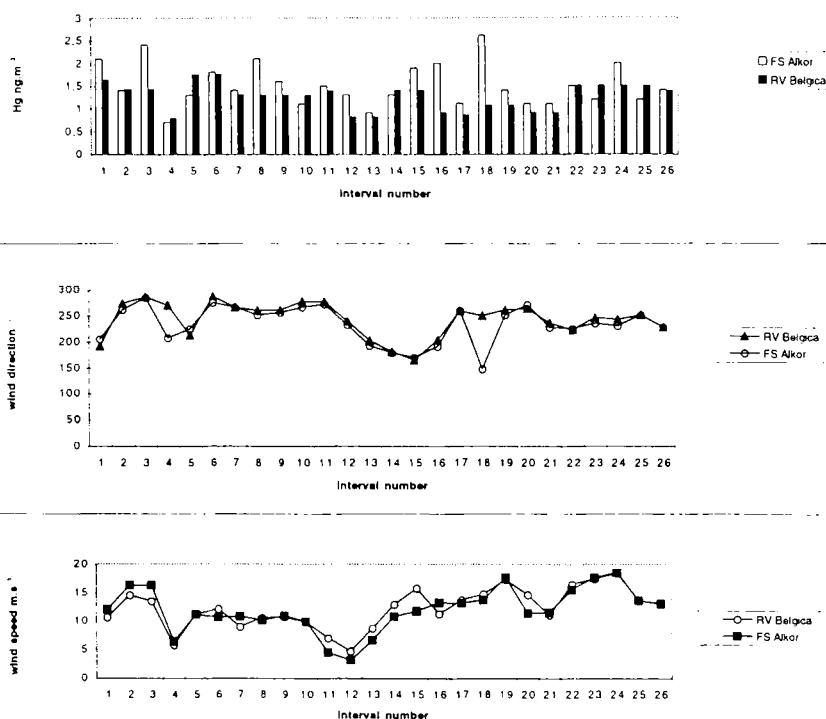 3
2.5
2
1.5
1
0.5
0
Hg ng.m⁻³
1 2 3 4 5 6 7 8 9 10 11 12 13 14 15 16 17 18 19 20 21 22 23 24 25 26
Interval number
FS Alkor
RV Belgica
300
250
200
150
100
50
0
wind direction
1 2 3 4 5 6 7 8 9 10 11 12 13 14 15 16 17 18 19 20 21 22 23 24 25 26
Interval number
RV Belgica
FS Alkor
20
15
10
5
0
wind speed m.s⁻¹
1 2 3 4 5 6 7 8 9 10 11 12 13 14 15 16 17 18 19 20 21 22 23 24 25 26
Interval number
RV Belgica
FS Alkor